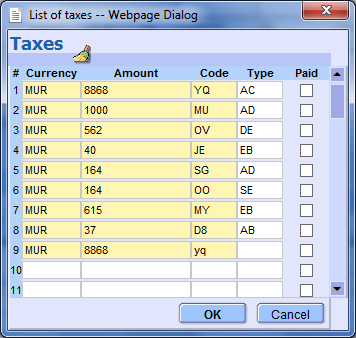 List of taxes -- Webpage Dialog
Taxes
# Currency Amount Code Type Paid
1 MUR 8868 YQ AC
2 MUR 1000 MU AD
3 MUR 562 OV DE
4 MUR 40 JE EB
5 MUR 164 SG AD
6 MUR 164 OO SE
7 MUR 615 MY EB
8 MUR 37 D8 AB
9 MUR 8868 yq
10
11
OK Cancel